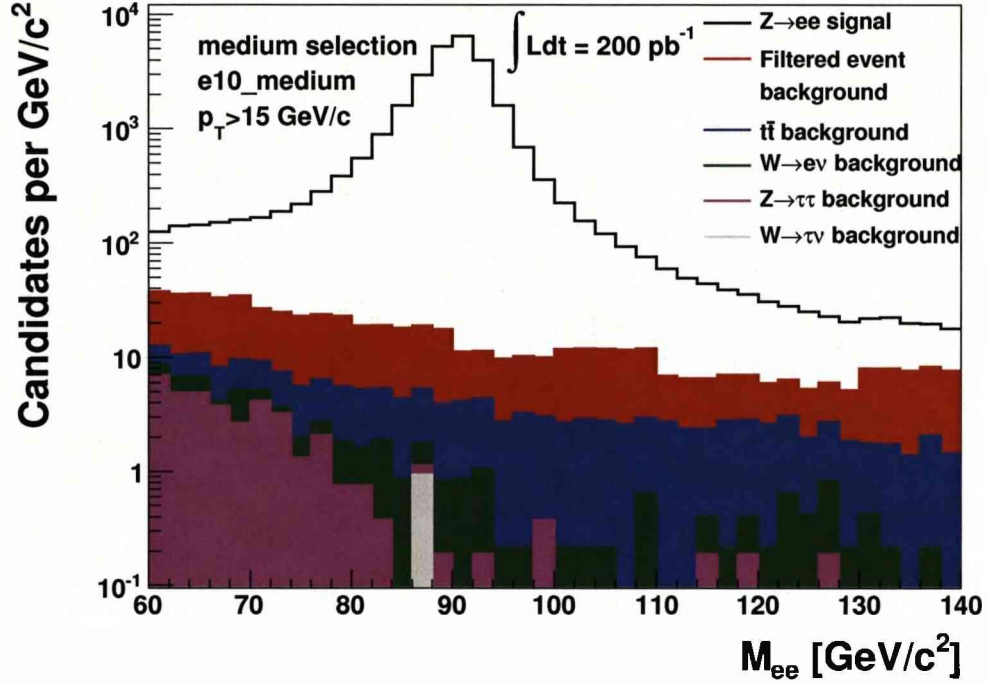 Candidates per GeV/c²
10⁴
10³
10²
10
1
10⁻¹
medium selection
e10_medium
p_T>15 GeV/c
∫ Ldt = 200 pb⁻¹
Z→ee signal
Filtered event
background
tt̄ background
W→eν background
Z→ττ background
W→τν background
60 70 80 90 100 110 120 130 140
M_ee [GeV/c²]